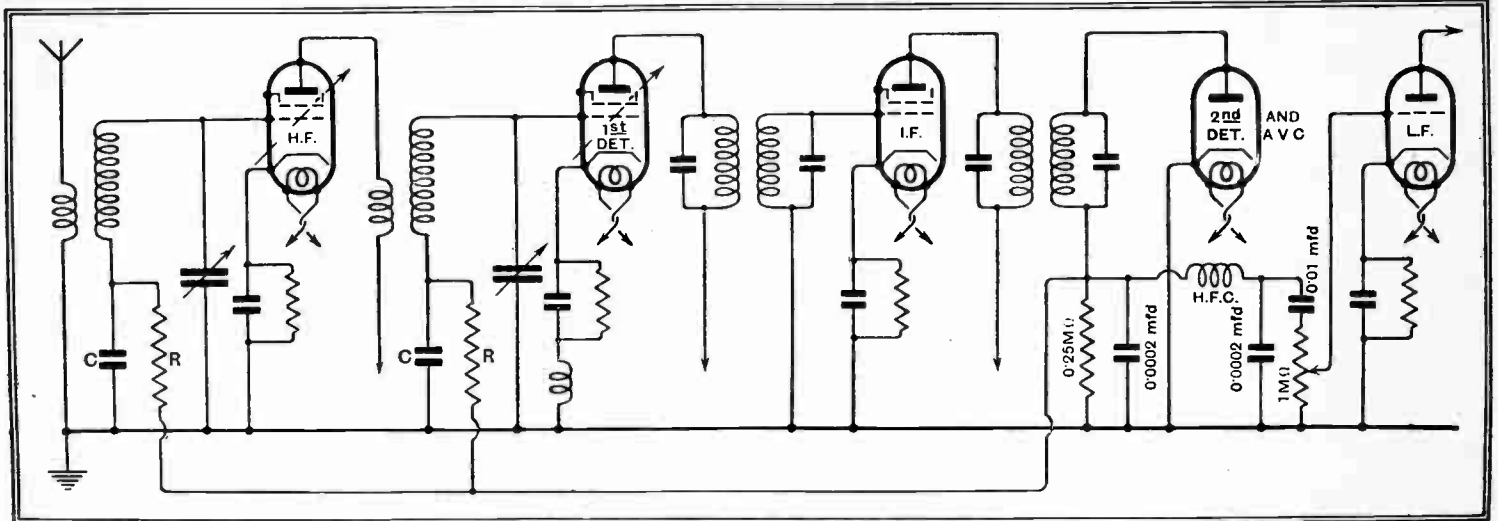 H.F.
1st
DET.
I.F.
2nd
DET.
AND
A V C
L.F.
C
R
C
R
0·25MΩ
0·0002 mfd
H.F.C.
0·0002 mfd
0·01 mfd
1MΩ